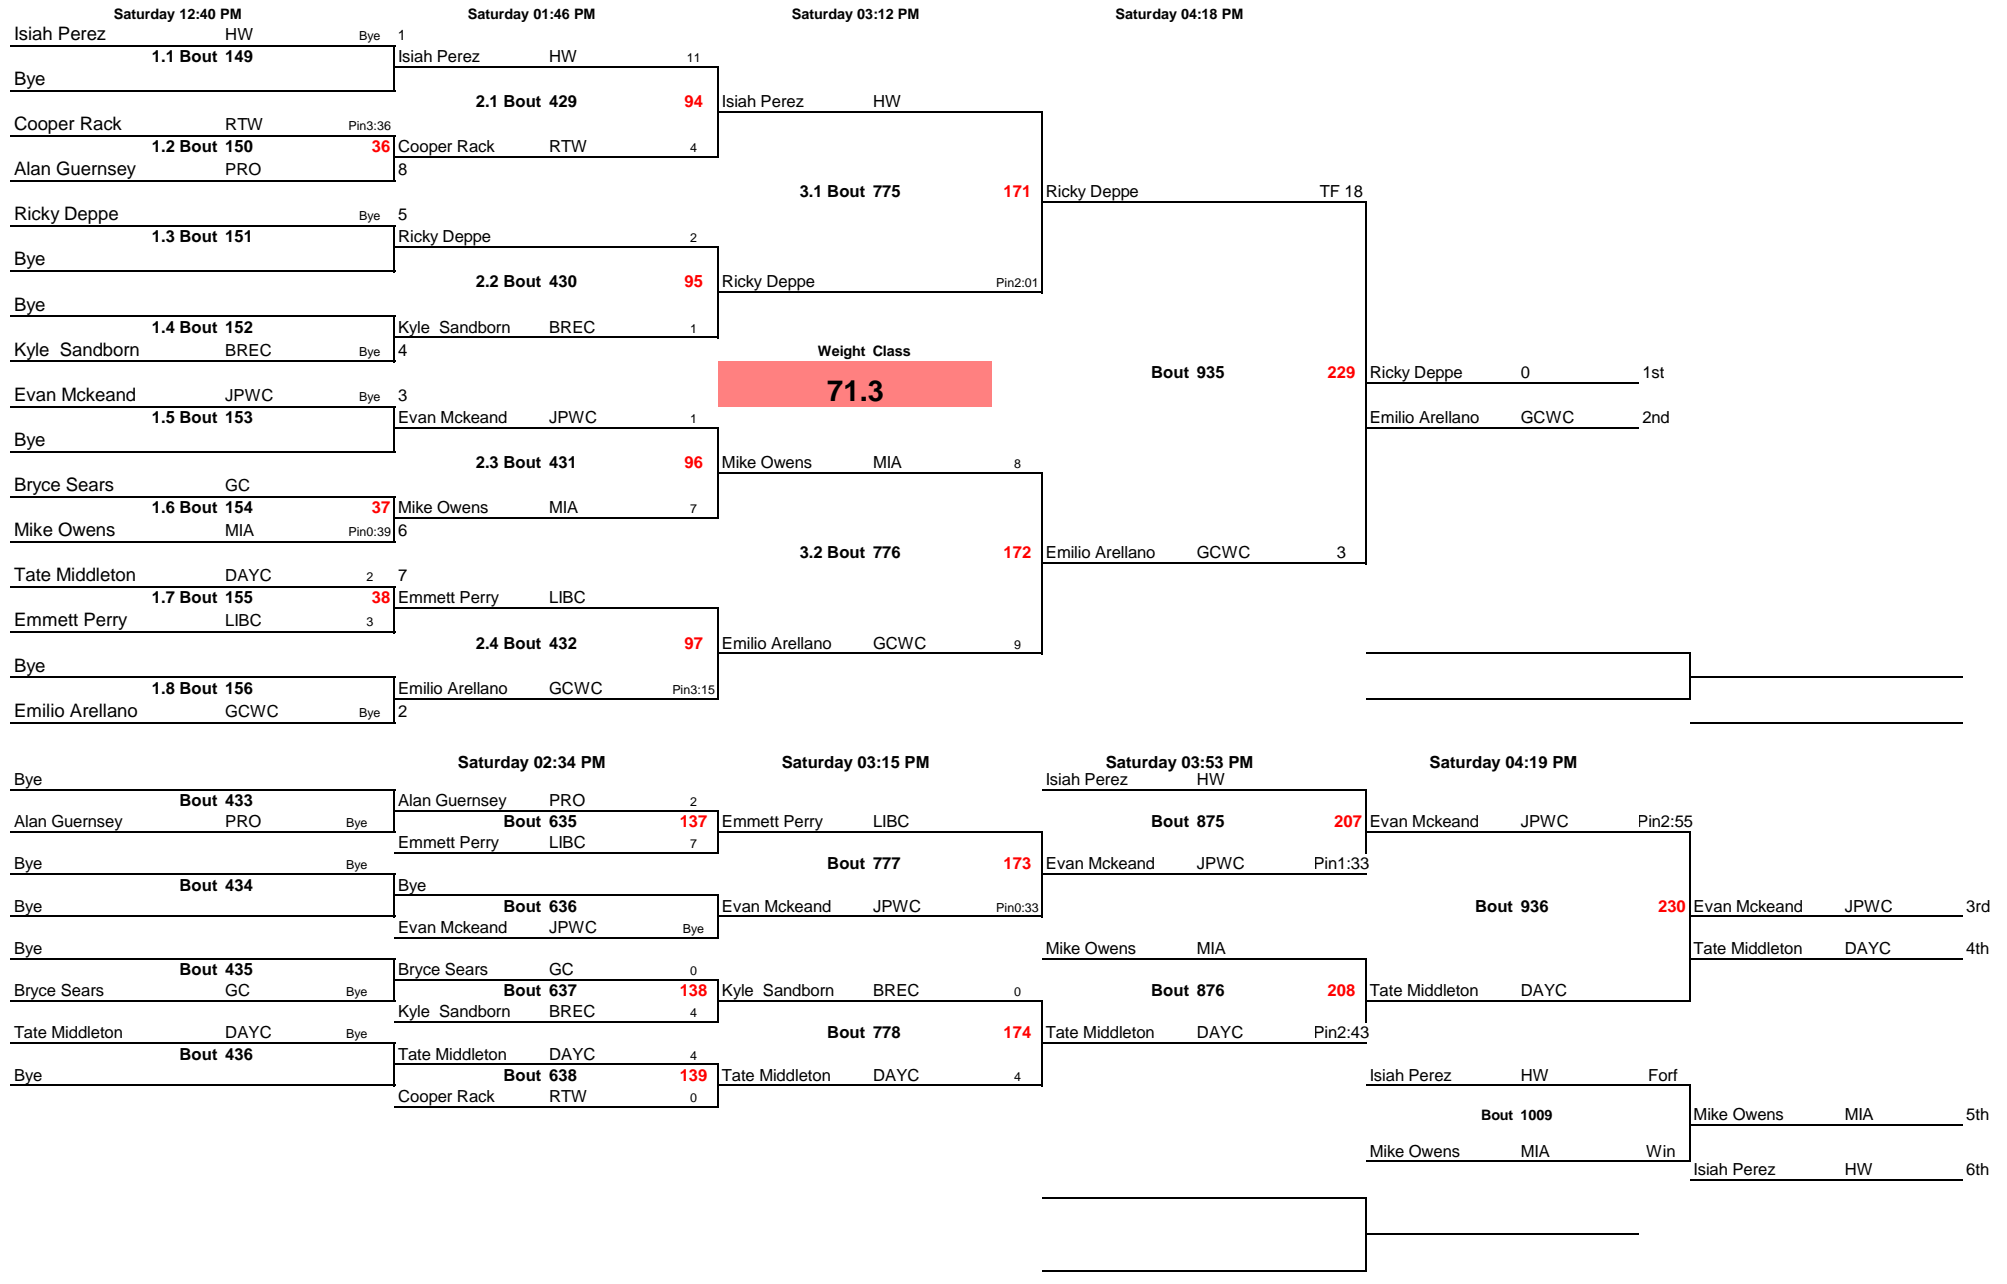 Saturday 12:40 PM Saturday 01:46 PM Saturday 03:12 PM Saturday 04:18 PM
Isiah Perez HW Bye 1
1.1 Bout 149 Isiah Perez HW 11
Bye
2.1 Bout 429 94 Isiah Perez HW
Cooper Rack RTW Pin3:36
1.2 Bout 150 36 Cooper Rack RTW 4
Alan Guernsey PRO 8
3.1 Bout 775 171 Ricky Deppe TF 18
Ricky Deppe Bye 5
1.3 Bout 151 Ricky Deppe 2
Bye
2.2 Bout 430 95 Ricky Deppe Pin2:01
Bye
1.4 Bout 152 Kyle Sandborn BREC 1
Kyle Sandborn BREC Bye 4 Weight Class
Bout 935 229 Ricky Deppe 0 1st
71.3
Evan Mckeand JPWC Bye 3
1.5 Bout 153 Evan Mckeand JPWC 1 Emilio Arellano GCWC 2nd
Bye
2.3 Bout 431 96 Mike Owens MIA 8
Bryce Sears GC
1.6 Bout 154 37 Mike Owens MIA 7
Mike Owens MIA Pin0:39 6
3.2 Bout 776 172 Emilio Arellano GCWC 3
Tate Middleton DAYC 2 7
1.7 Bout 155 38 Emmett Perry LIBC
Emmett Perry LIBC 3
2.4 Bout 432 97 Emilio Arellano GCWC 9
Bye
1.8 Bout 156 Emilio Arellano GCWC Pin3:15
Emilio Arellano GCWC Bye 2
Saturday 02:34 PM Saturday 03:15 PM Saturday 03:53 PM Saturday 04:19 PM
Bye Isiah Perez HW
Bout 433 Alan Guernsey PRO 2
Alan Guernsey PRO Bye Bout 635 137 Emmett Perry LIBC Bout 875 207 Evan Mckeand JPWC Pin2:55
Emmett Perry LIBC 7
Bye Bye Bout 777 173 Evan Mckeand JPWC Pin1:33
Bout 434 Bye
Bye Bout 636 Evan Mckeand JPWC Pin0:33 Bout 936 230 Evan Mckeand JPWC 3rd
Evan Mckeand JPWC Bye
Bye Mike Owens MIA Tate Middleton DAYC 4th
Bout 435 Bryce Sears GC 0
Bryce Sears GC Bye Bout 637 138 Kyle Sandborn BREC 0 Bout 876 208 Tate Middleton DAYC
Kyle Sandborn BREC 4
Tate Middleton DAYC Bye Bout 778 174 Tate Middleton DAYC Pin2:43
Bout 436 Tate Middleton DAYC 4
Bye Bout 638 139 Tate Middleton DAYC 4 Isiah Perez HW Forf
Cooper Rack RTW 0
Bout 1009 Mike Owens MIA 5th
Mike Owens MIA Win
Isiah Perez HW 6th